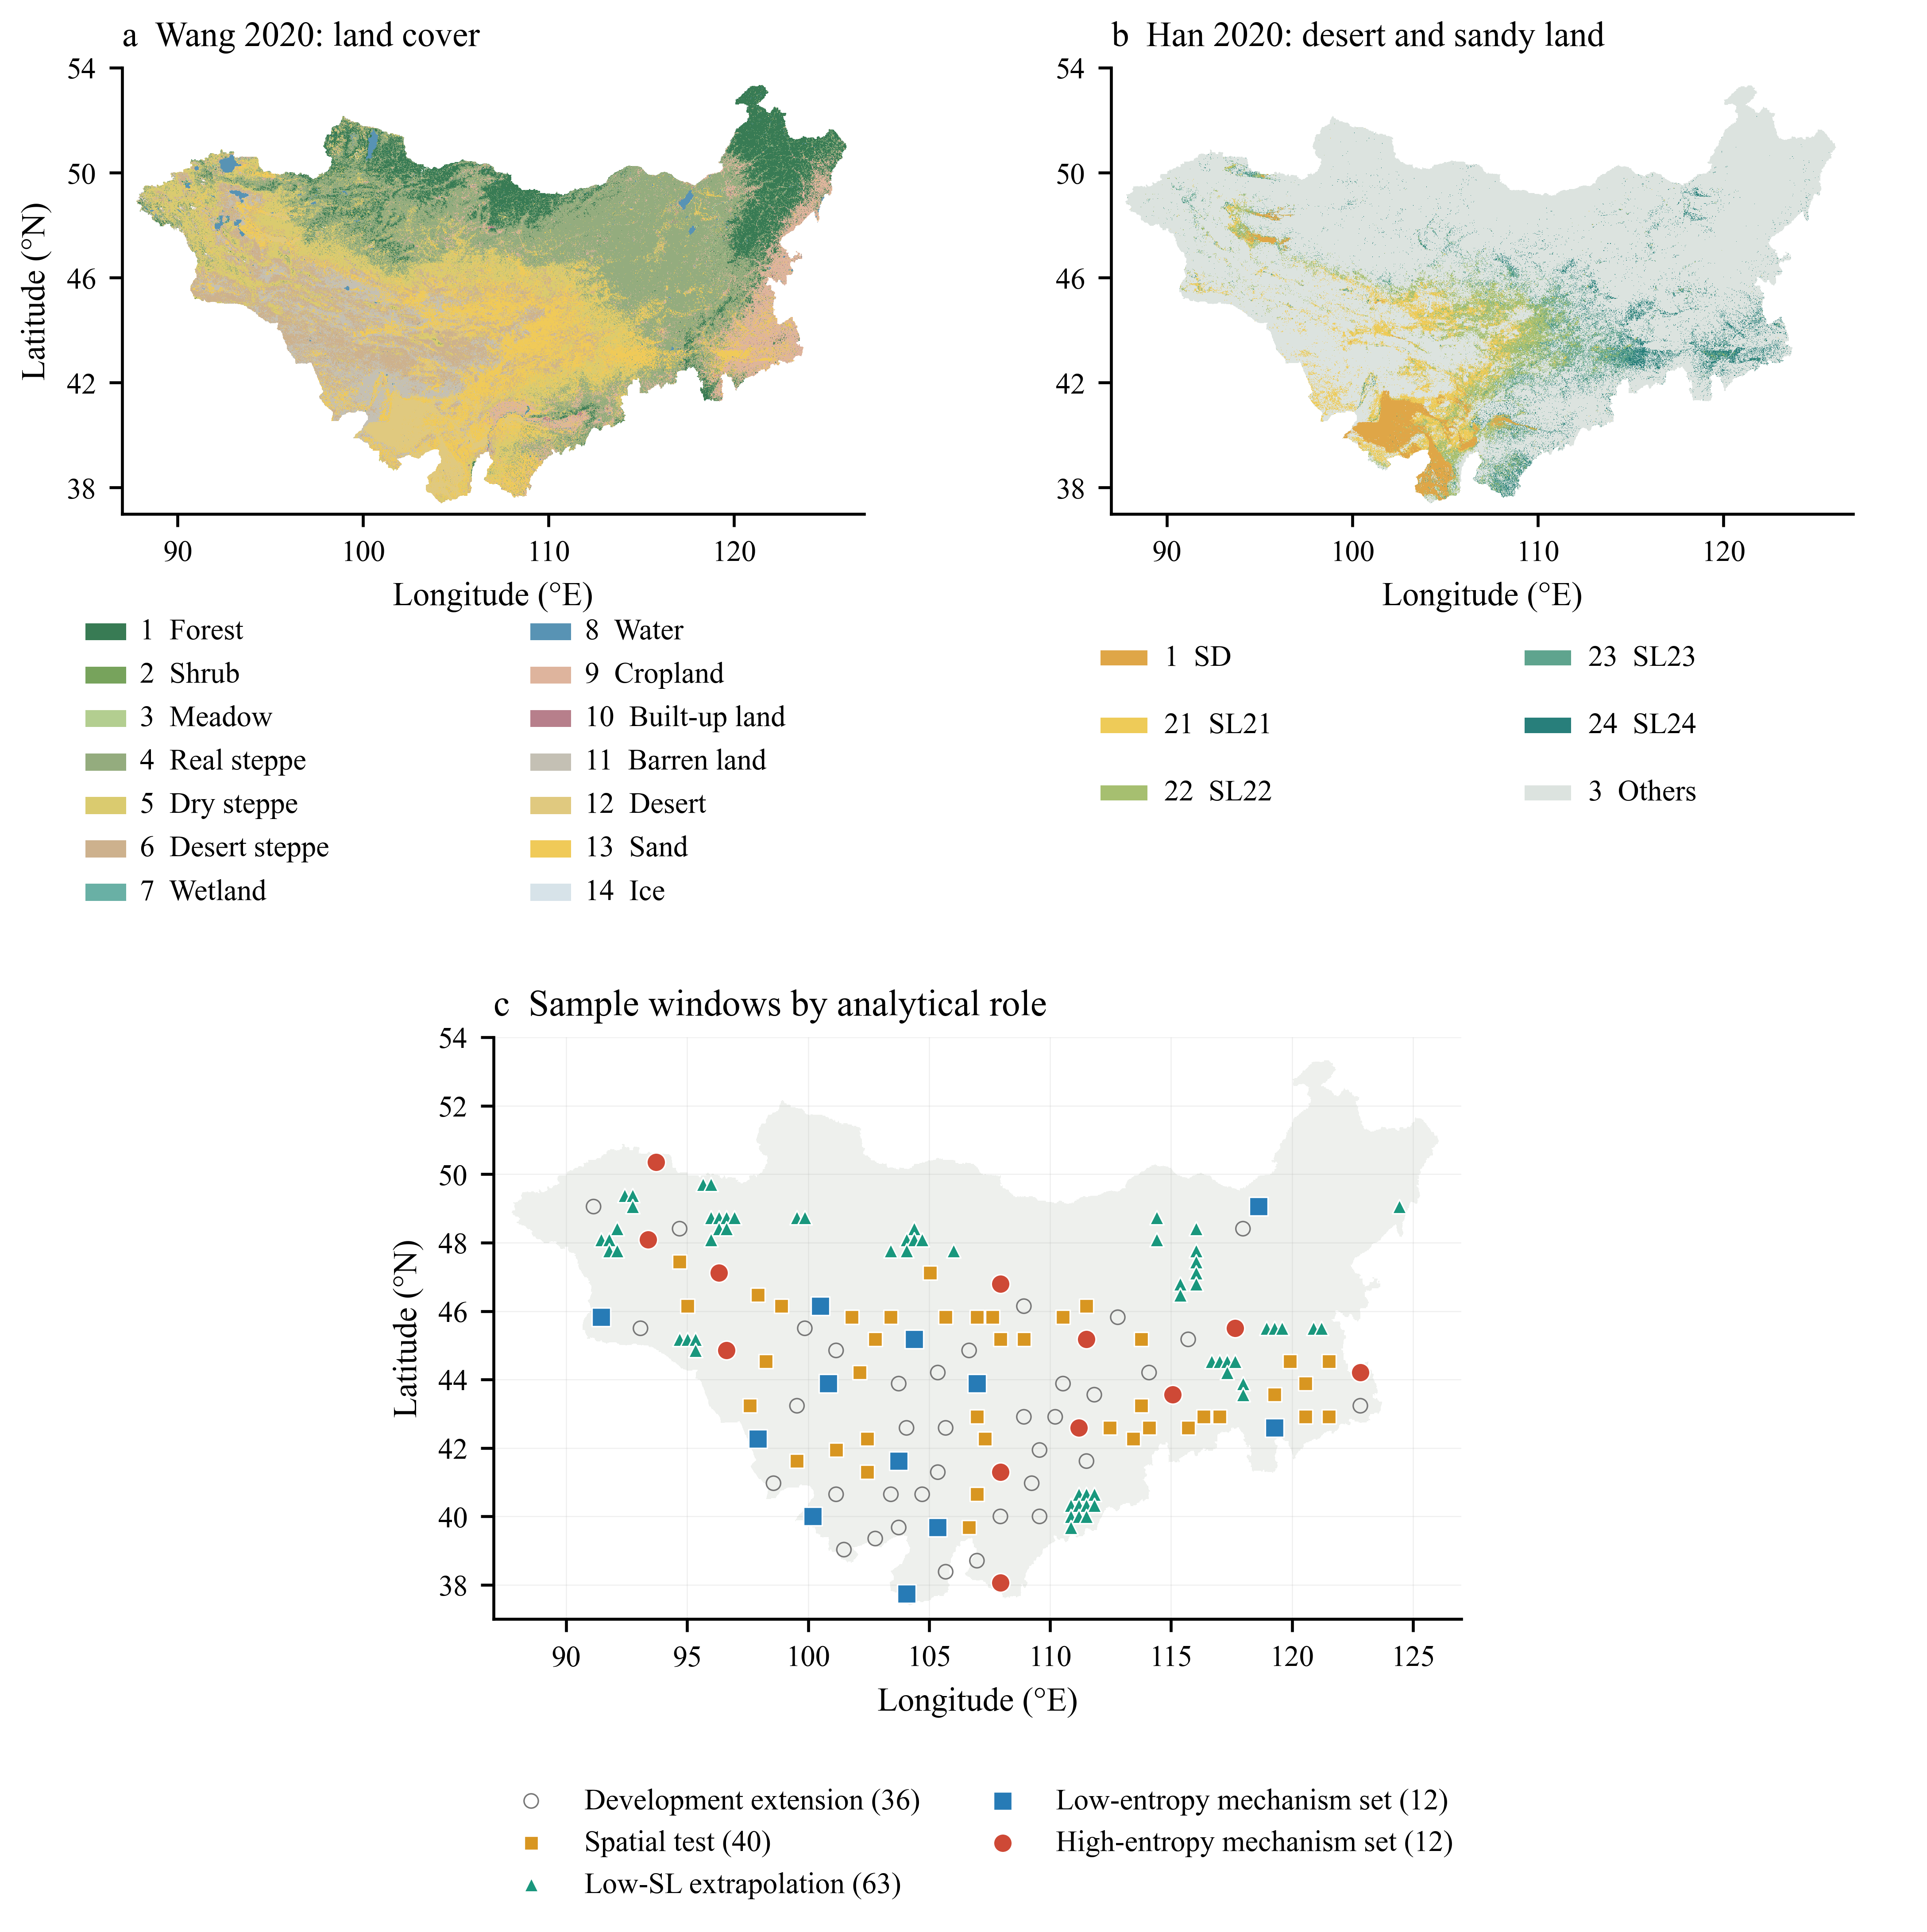 a Wang 2020: land cover
54
50
46
42
38
Latitude (°N)
90 100 110 120
Longitude (°E)
1 Forest
2 Shrub
3 Meadow
4 Real steppe
5 Dry steppe
6 Desert steppe
7 Wetland
8 Water
9 Cropland
10 Built-up land
11 Barren land
12 Desert
13 Sand
14 Ice
b Han 2020: desert and sandy land
54
50
46
42
38
90 100 110 120
Longitude (°E)
1 SD
21 SL21
22 SL22
23 SL23
24 SL24
3 Others
c Sample windows by analytical role
54
52
50
48
46
44
42
40
38
Latitude (°N)
90 95 100 105 110 115 120 125
Longitude (°E)
Development extension (36)
Spatial test (40)
Low-SL extrapolation (63)
Low-entropy mechanism set (12)
High-entropy mechanism set (12)